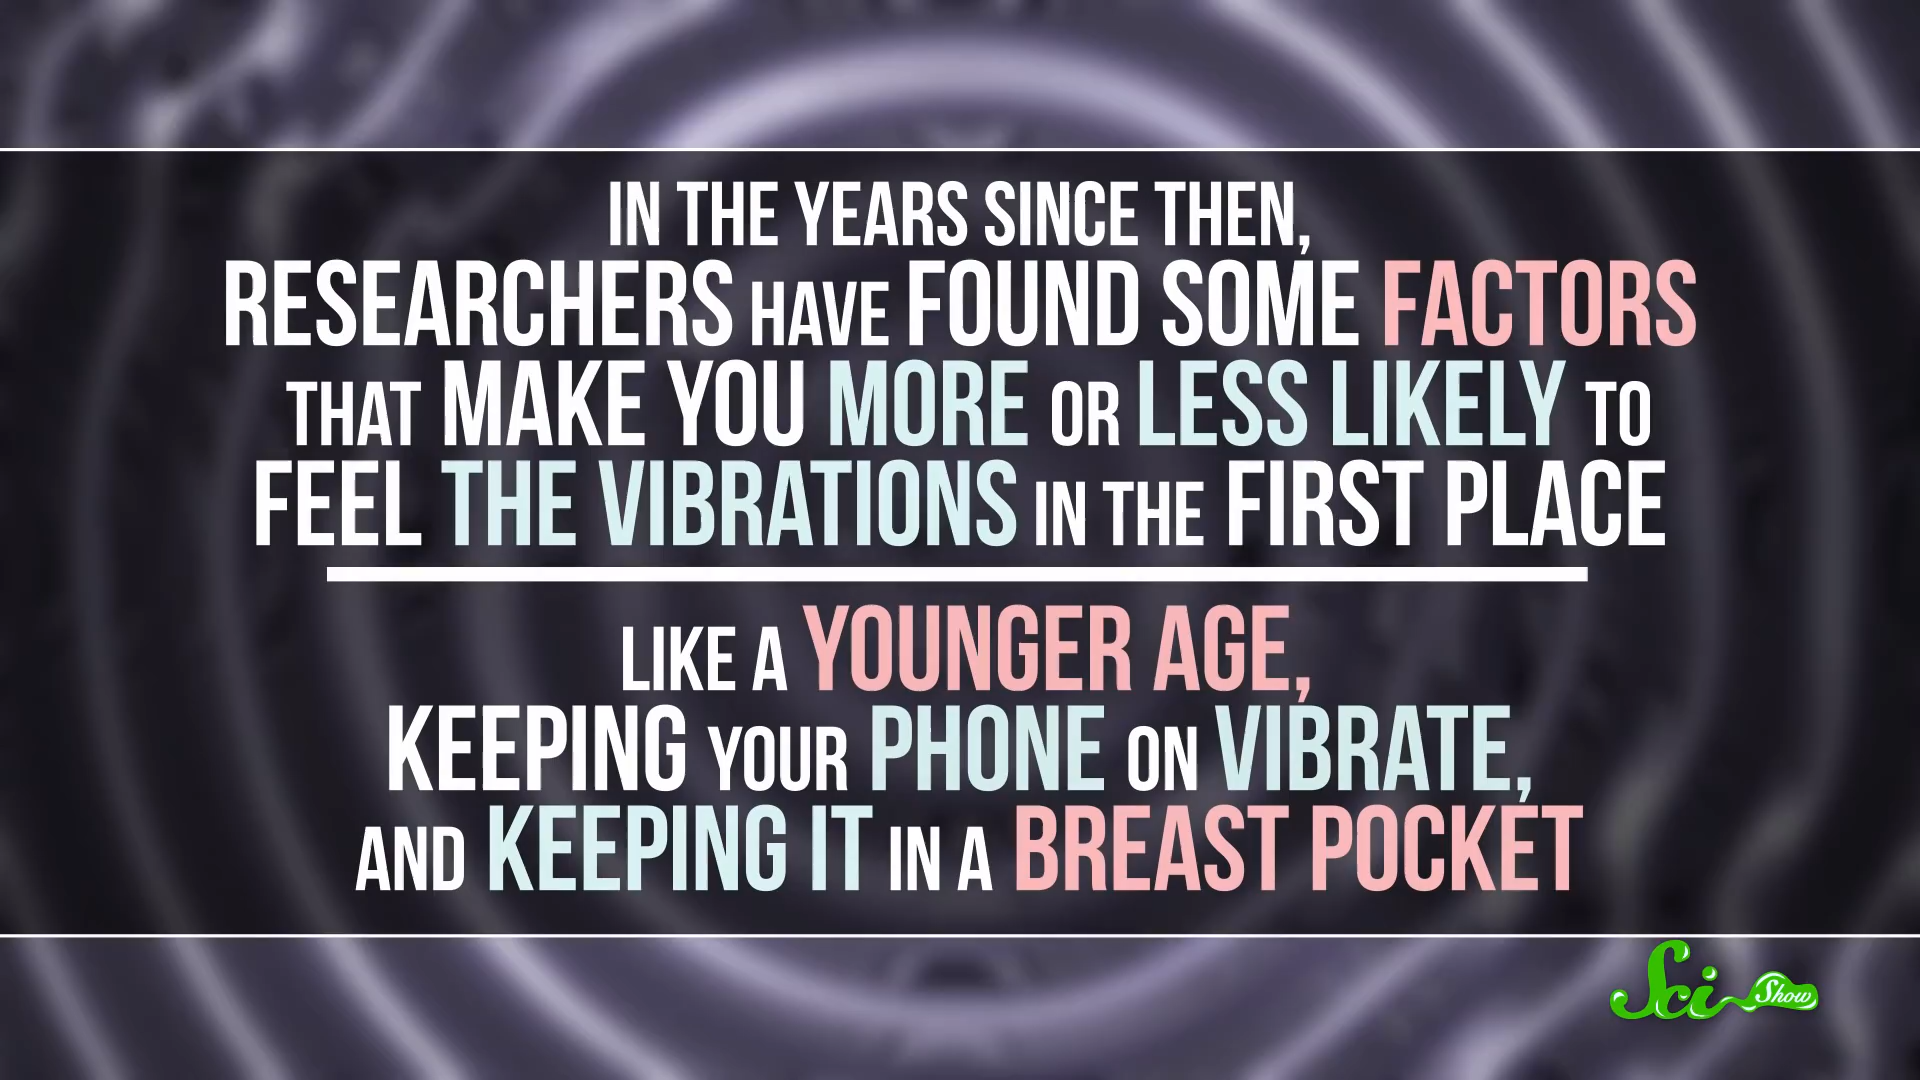 IN THE YEARS SINCE THEN,
RESEARCHERS HAVE FOUND SOME FACTORS
THAT MAKE YOU MORE OR LESS LIKELY TO
FEEL THE VIBRATIONS IN THE FIRST PLACE
LIKE A YOUNGER AGE,
KEEPING YOUR PHONE ON VIBRATE,
AND KEEPING IT IN A BREAST POCKET
Sci Show